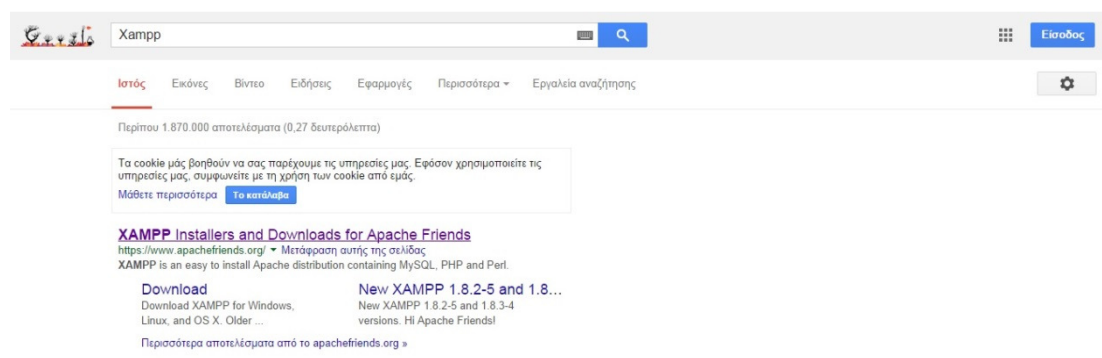 Xampp
Είσοδος
Ιστός Εικόνες Βίντεο Ειδήσεις Εφαρμογές Περισσότερα Εργαλεία αναζήτησης
Περίπου 1.870.000 αποτελέσματα (0,27 δευτερόλεπτα)
Τα cookie μάς βοηθούν να σας παρέχουμε τις υπηρεσίες μας. Εφόσον χρησιμοποιείτε τις
υπηρεσίες μας, συμφωνείτε με τη χρήση των cookie από εμάς.
Μάθετε περισσότερα Το κατάλαβα
XAMPP Installers and Downloads for Apache Friends
https://www.apachefriends.org/ Μετάφραση αυτής της σελίδας
XAMPP is an easy to install Apache distribution containing MySQL, PHP and Perl.
Download
Download XAMPP for Windows,
Linux, and OS X. Older ...
New XAMPP 1.8.2-5 and 1.8...
New XAMPP 1.8.2-5 and 1.8.3-4
versions. Hi Apache Friends!
Περισσότερα αποτελέσματα από το apachefriends.org »